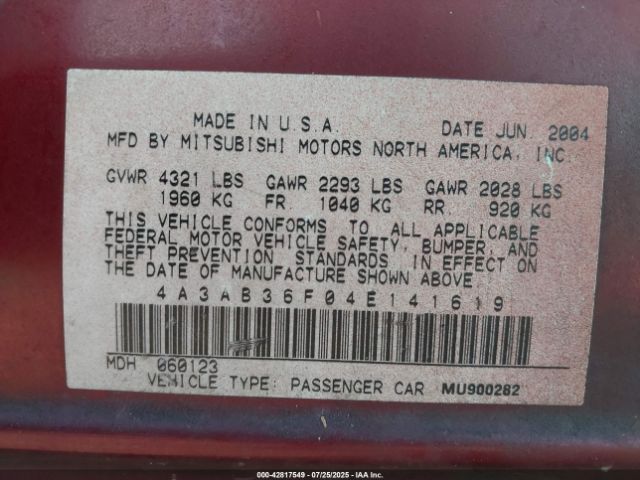 MADE IN U.S.A. DATE JUN. 2004
MFD BY MITSUBISHI MOTORS NORTH AMERICA, INC.
GVWR 4321 LBS GAWR 2293 LBS GAWR 2028 LBS
1960 KG FR. 1040 KG RR. 920 KG
THIS VEHICLE CONFORMS TO ALL APPLICABLE
FEDERAL MOTOR VEHICLE SAFETY, BUMPER, AND
THEFT PREVENTION STANDARDS IN EFFECT ON
THE DATE OF MANUFACTURE SHOWN ABOVE
4A3AB36F04E141619
MDH 060123
VEHICLE TYPE: PASSENGER CAR MU900282
000-42817549 - 07/25/2025 - IAA Inc.